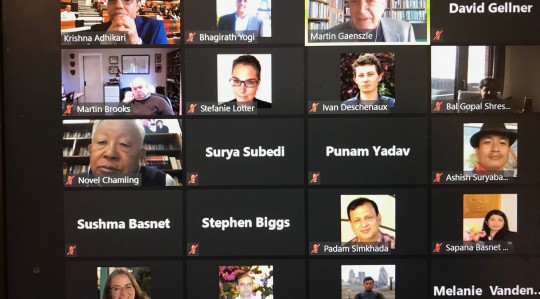 David Gellner
Krishna Adhikari
Bhagirath Yogi
Martin Gaenszle
Martin Brooks
Stefanie Lotter
Ivan Deschenaux
Bal Gopal Shres...
Novel Chamling
Surya Subedi
Punam Yadav
Ashish Suryaba...
Sushma Basnet
Stephen Biggs
Padam Simkhada
Sapana Basnet ...
Melanie Vanden...